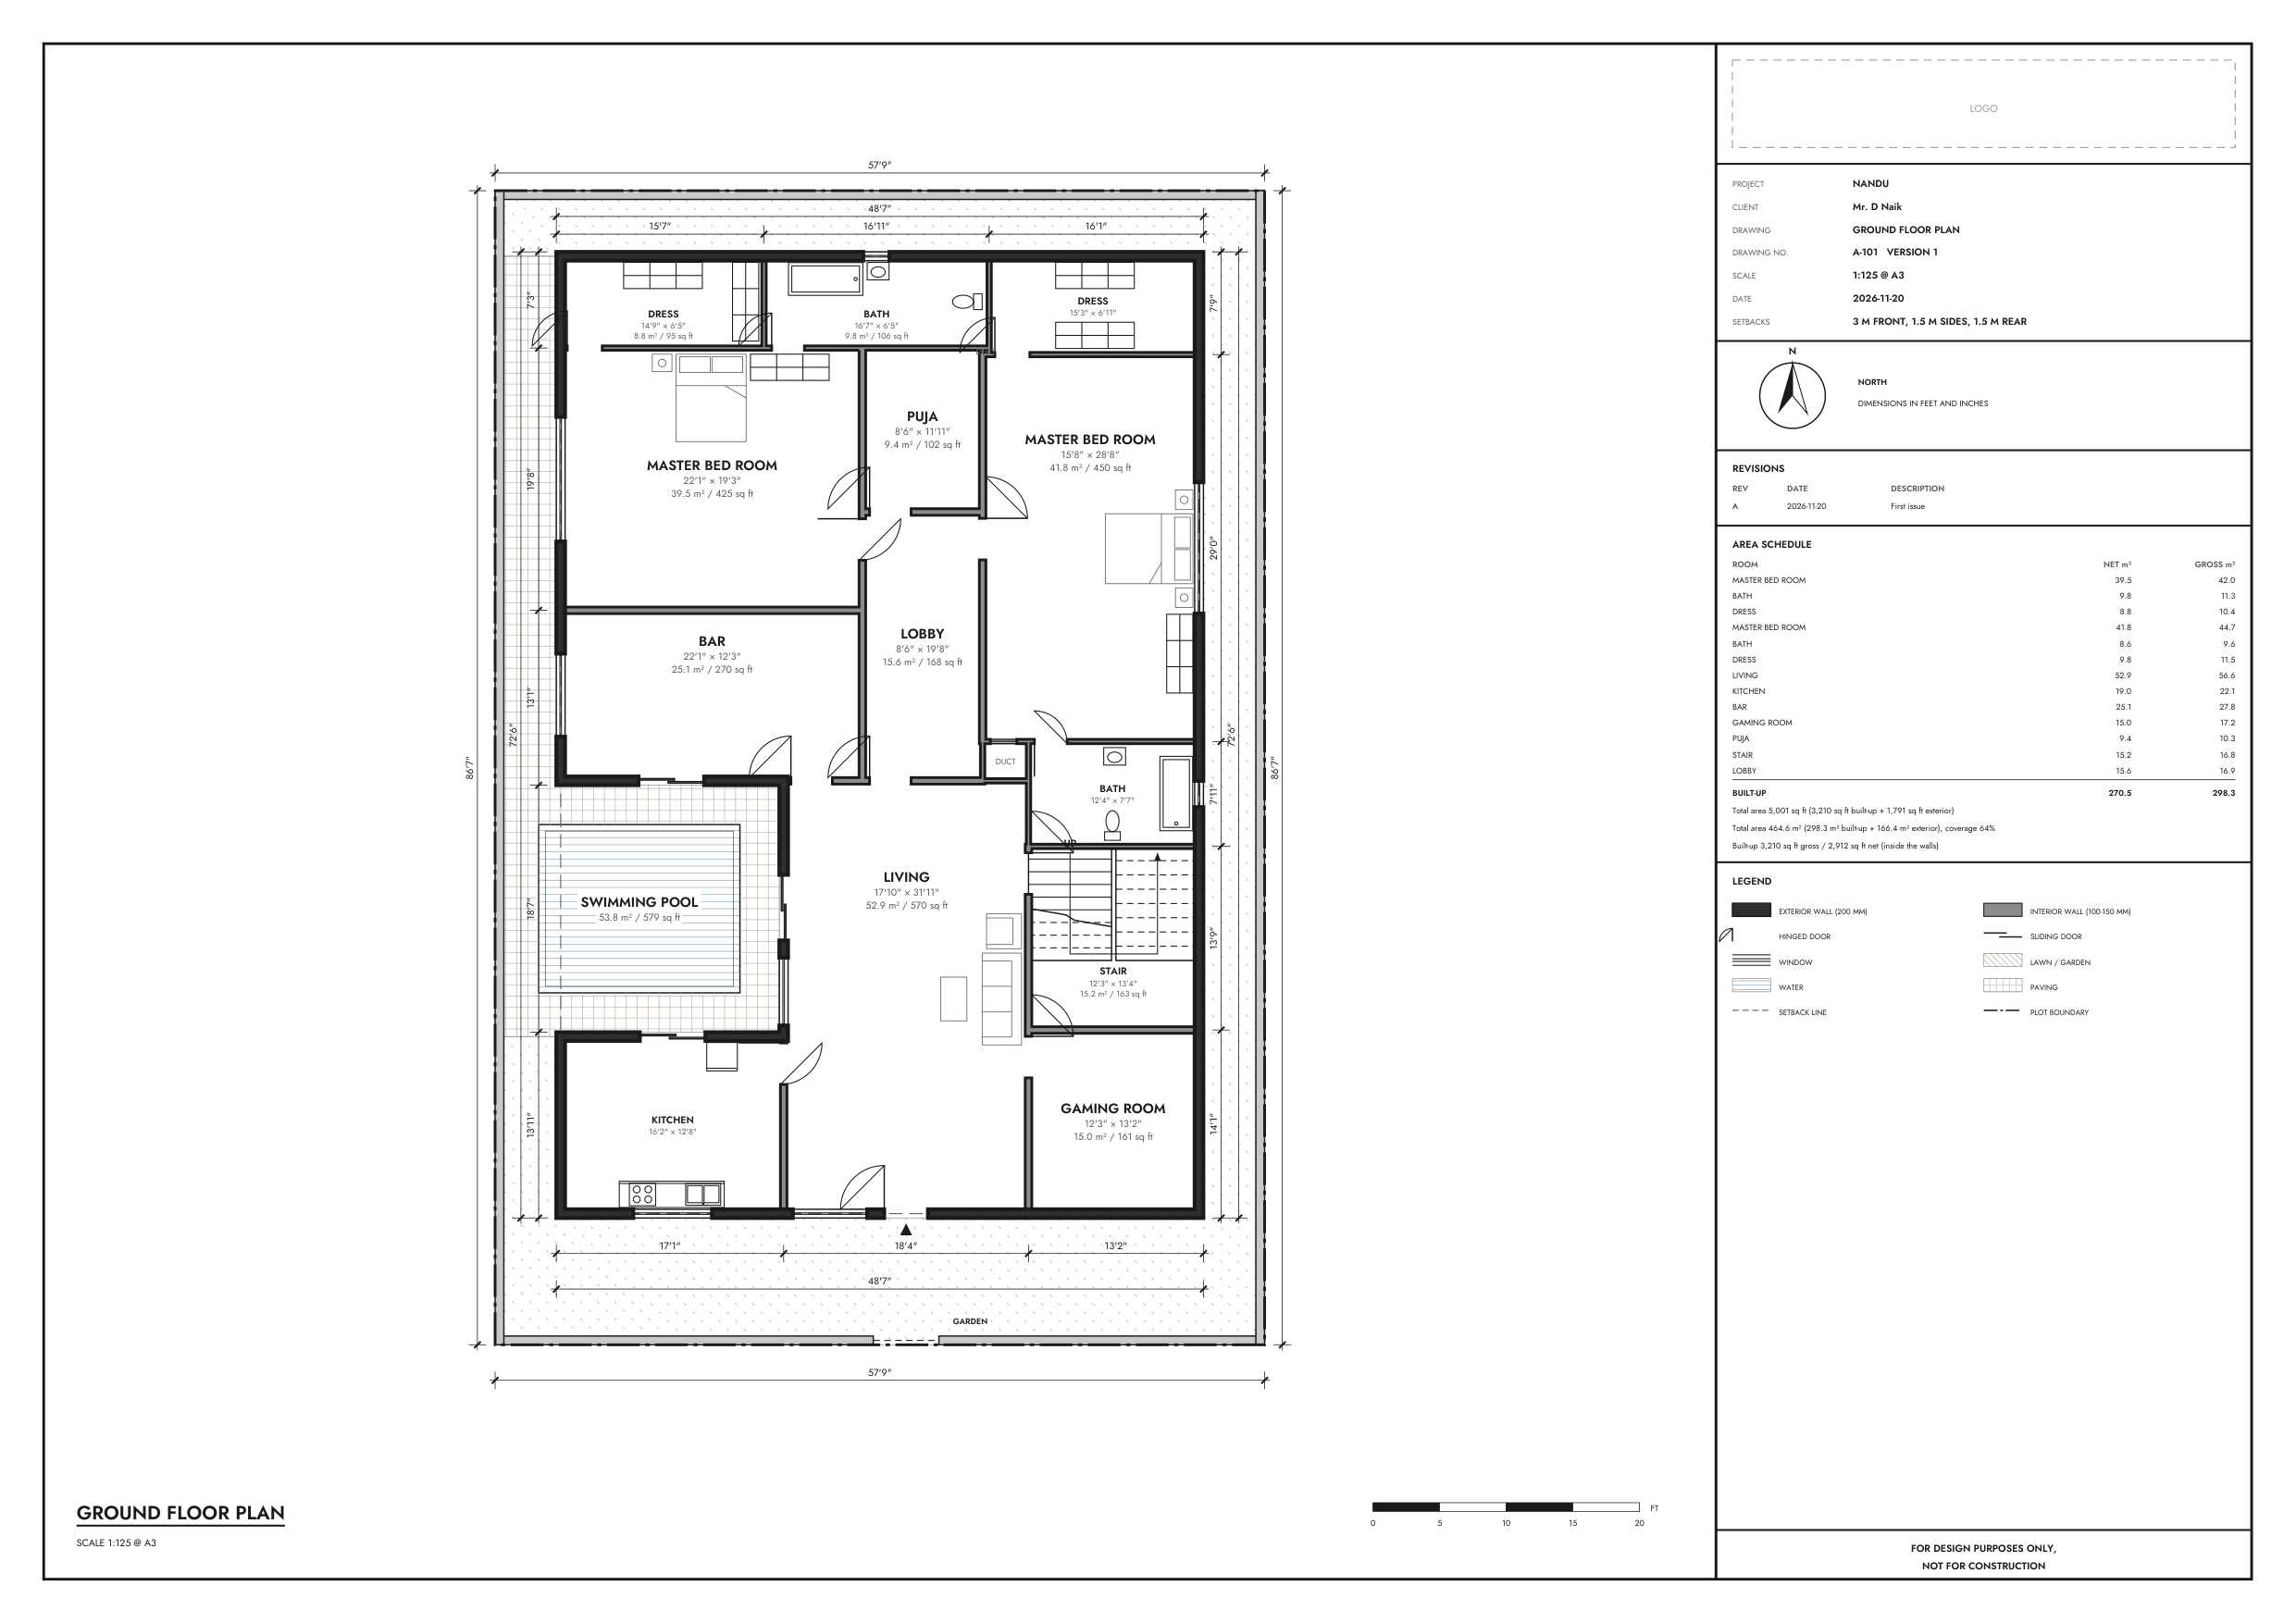 LOGO
PROJECT NANDU
CLIENT Mr. D Naik
DRAWING GROUND FLOOR PLAN
DRAWING NO. A-101 VERSION 1
SCALE 1:125 @ A3
DATE 2026-11-20
SETBACKS 3 M FRONT, 1.5 M SIDES, 1.5 M REAR
N
NORTH
DIMENSIONS IN FEET AND INCHES
REVISIONS
REV DATE DESCRIPTION
A 2026-11-20 First issue
AREA SCHEDULE
ROOM NET m² GROSS m²
MASTER BED ROOM 39.5 42.0
BATH 9.8 11.3
DRESS 8.8 10.4
MASTER BED ROOM 41.8 44.7
BATH 8.6 9.6
DRESS 9.8 11.5
LIVING 52.9 56.6
KITCHEN 19.0 22.1
BAR 25.1 27.8
GAMING ROOM 15.0 17.2
PUJA 9.4 10.3
STAIR 15.2 16.8
LOBBY 15.6 16.9
BUILT-UP 270.5 298.3
Total area 5,001 sq ft (3,210 sq ft built-up + 1,791 sq ft exterior)
Total area 464.6 m² (298.3 m² built-up + 166.4 m² exterior), coverage 64%
Built-up 3,210 sq ft gross / 2,912 sq ft net (inside the walls)
LEGEND
EXTERIOR WALL (200 MM) INTERIOR WALL (100-150 MM)
HINGED DOOR SLIDING DOOR
WINDOW LAWN / GARDEN
WATER PAVING
SETBACK LINE PLOT BOUNDARY
FOR DESIGN PURPOSES ONLY,
NOT FOR CONSTRUCTION
57'9"
48'7"
15'7" 16'11" 16'1"
7'3"
19'8"
13'1"
72'6"
86'7"
18'7"
13'11"
7'9"
29'0"
72'6"
86'7"
7'11"
13'9"
14'1"
DRESS
14'9" × 6'5"
8.8 m² / 95 sq ft
BATH
16'7" × 6'5"
9.8 m² / 106 sq ft
DRESS
15'3" × 6'11"
PUJA
8'6" × 11'11"
9.4 m² / 102 sq ft
MASTER BED ROOM
15'8" × 28'8"
41.8 m² / 450 sq ft
MASTER BED ROOM
22'1" × 19'3"
39.5 m² / 425 sq ft
BAR
22'1" × 12'3"
25.1 m² / 270 sq ft
LOBBY
8'6" × 19'8"
15.6 m² / 168 sq ft
DUCT
BATH
12'4" × 7'7"
UP
LIVING
17'10" × 31'11"
52.9 m² / 570 sq ft
SWIMMING POOL
53.8 m² / 579 sq ft
STAIR
12'3" × 13'4"
15.2 m² / 163 sq ft
KITCHEN
16'2" × 12'8"
GAMING ROOM
12'3" × 13'2"
15.0 m² / 161 sq ft
17'1" 18'4" 13'2"
48'7"
GARDEN
57'9"
GROUND FLOOR PLAN
SCALE 1:125 @ A3
FT
0 5 10 15 20